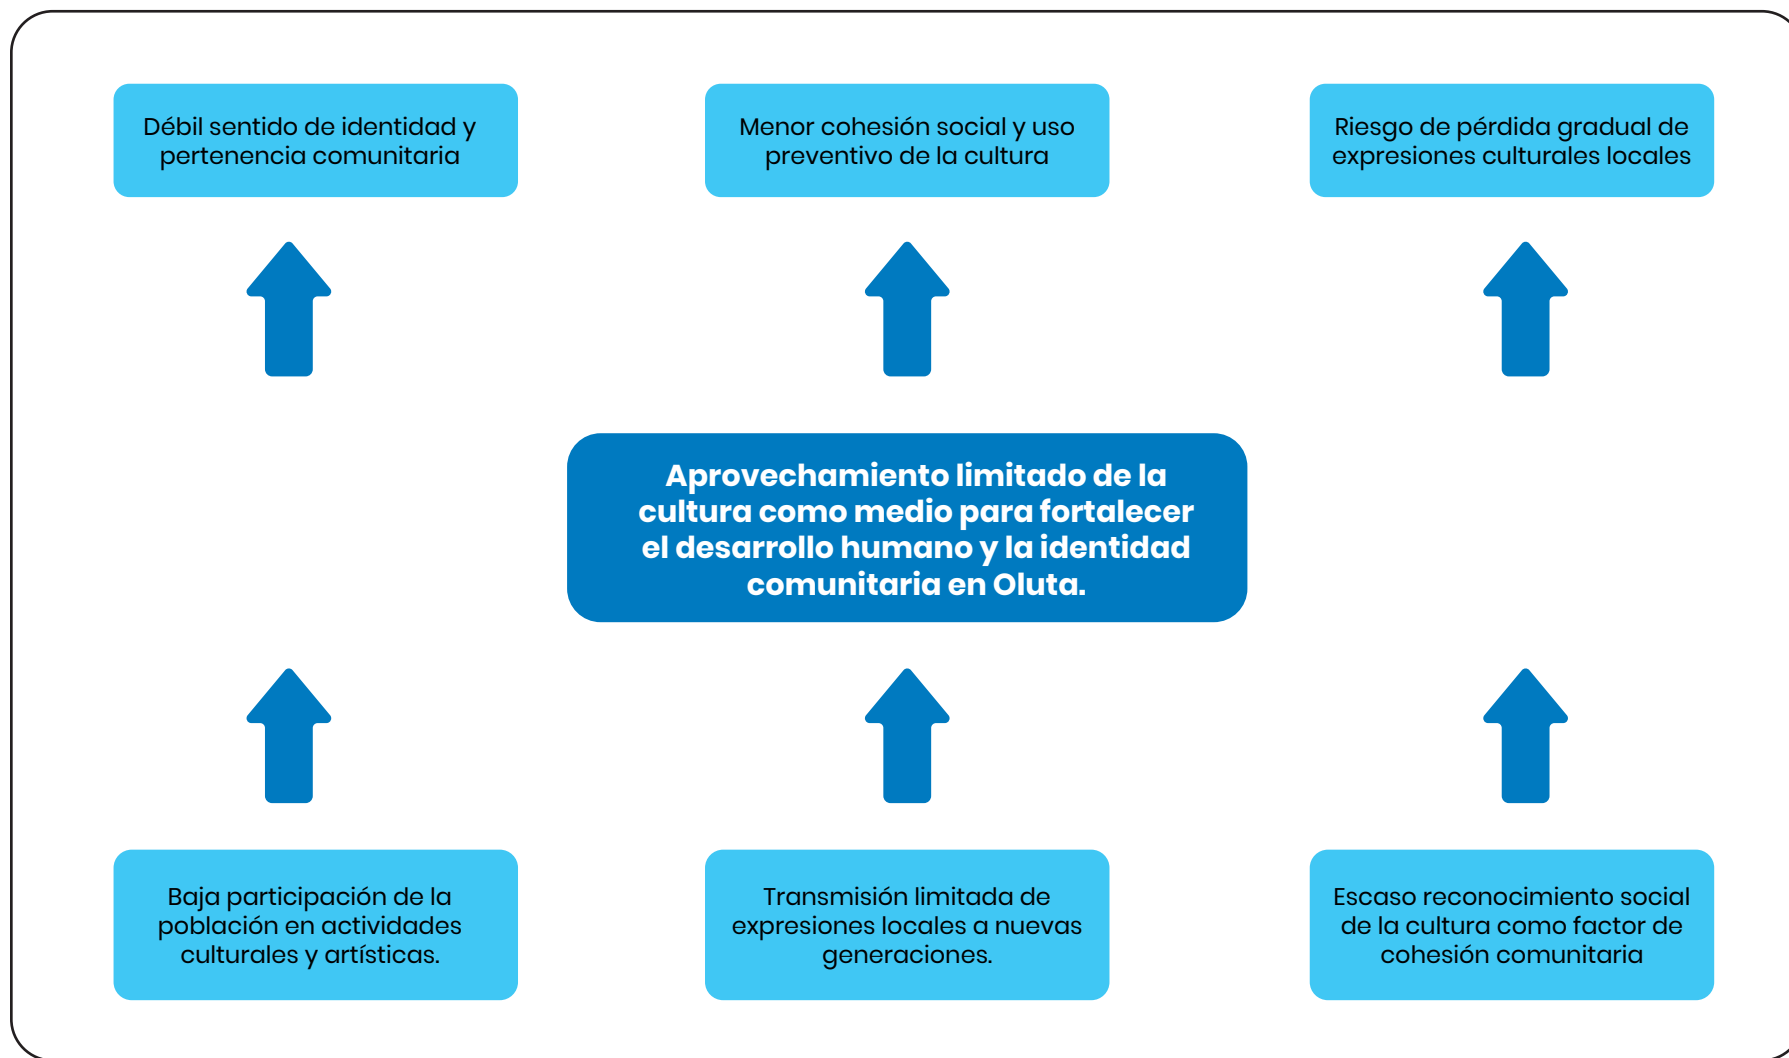 Débil sentido de identidad y
pertenencia comunitaria
Menor cohesión social y uso
preventivo de la cultura
Riesgo de pérdida gradual de
expresiones culturales locales
Aprovechamiento limitado de la
cultura como medio para fortalecer
el desarrollo humano y la identidad
comunitaria en Oluta.
Baja participación de la
población en actividades
culturales y artísticas.
Transmisión limitada de
expresiones locales a nuevas
generaciones.
Escaso reconocimiento social
de la cultura como factor de
cohesión comunitaria